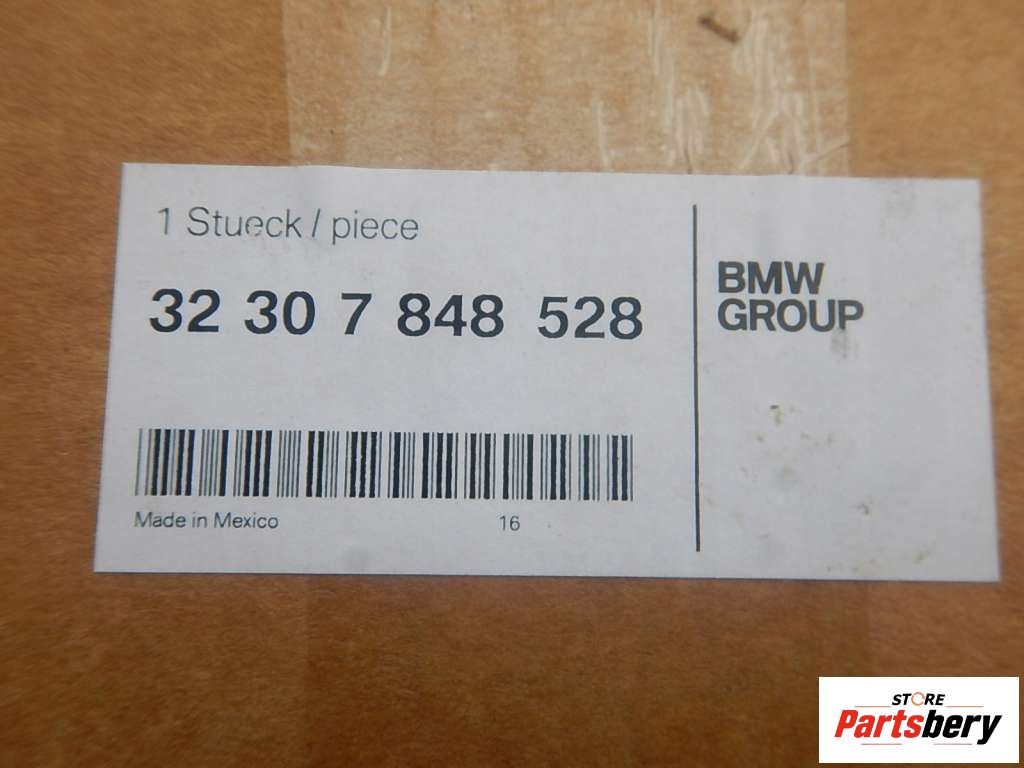 1 Stueck / piece
32 30 7 848 528
BMW
GROUP
Made in Mexico 16
STORE
Partsbery